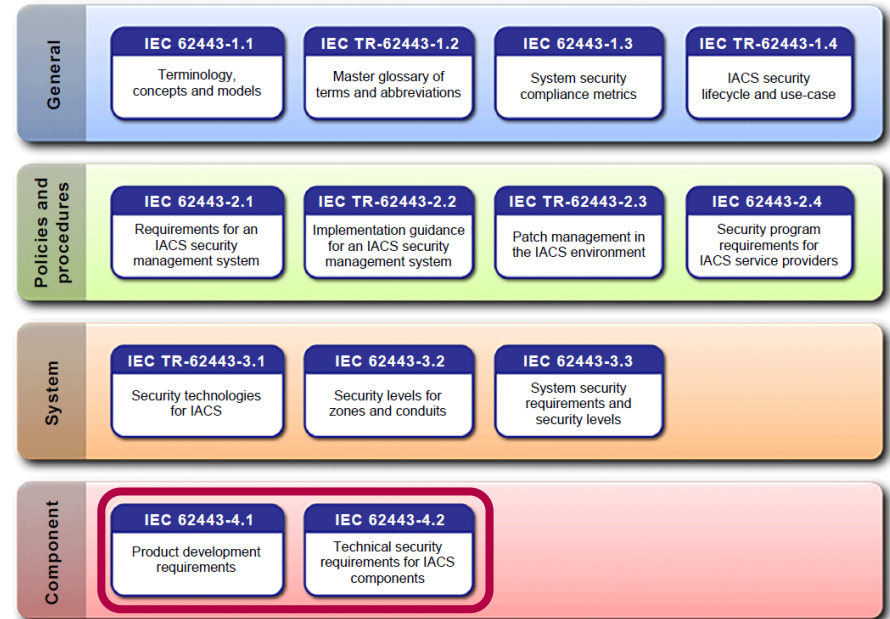 General
IEC 62443-1.1
Terminology,
concepts and models
IEC TR-62443-1.2
Master glossary of
terms and abbreviations
IEC 62443-1.3
System security
compliance metrics
IEC TR-62443-1.4
IACS security
lifecycle and use-case
Policies and
procedures
IEC 62443-2.1
Requirements for an
IACS security
management system
IEC TR-62443-2.2
Implementation guidance
for an IACS security
management system
IEC TR-62443-2.3
Patch management in
the IACS environment
IEC 62443-2.4
Security program
requirements for
IACS service providers
System
IEC TR-62443-3.1
Security technologies
for IACS
IEC 62443-3.2
Security levels for
zones and conduits
IEC 62443-3.3
System security
requirements and
security levels
Component
IEC 62443-4.1
Product development
requirements
IEC 62443-4.2
Technical security
requirements for IACS
components